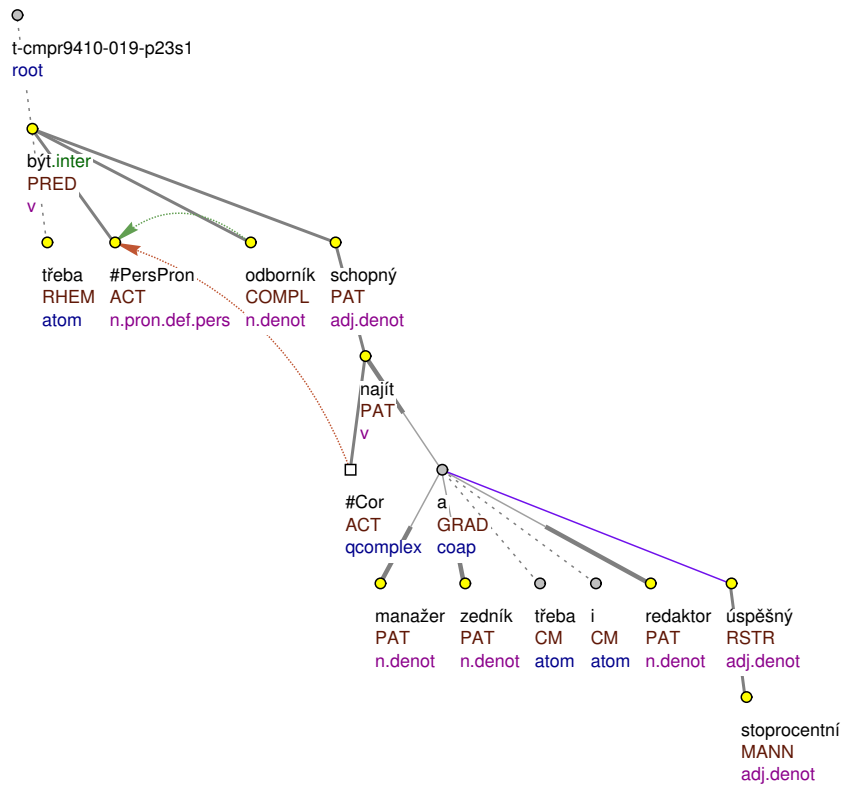 t-cmpr9410-019-p23s1
root
být.inter
PRED
v
třeba #PersPron odborník schopný
RHEM ACT COMPL PAT
atom n.pron.def.pers n.denot adj.denot
najít
PAT
v
#Cor a
ACT GRAD
qcomplex coap
manažer zedník třeba i redaktor úspěšný
PAT PAT CM CM PAT RSTR
n.denot n.denot atom atom n.denot adj.denot
stoprocentní
MANN
adj.denot